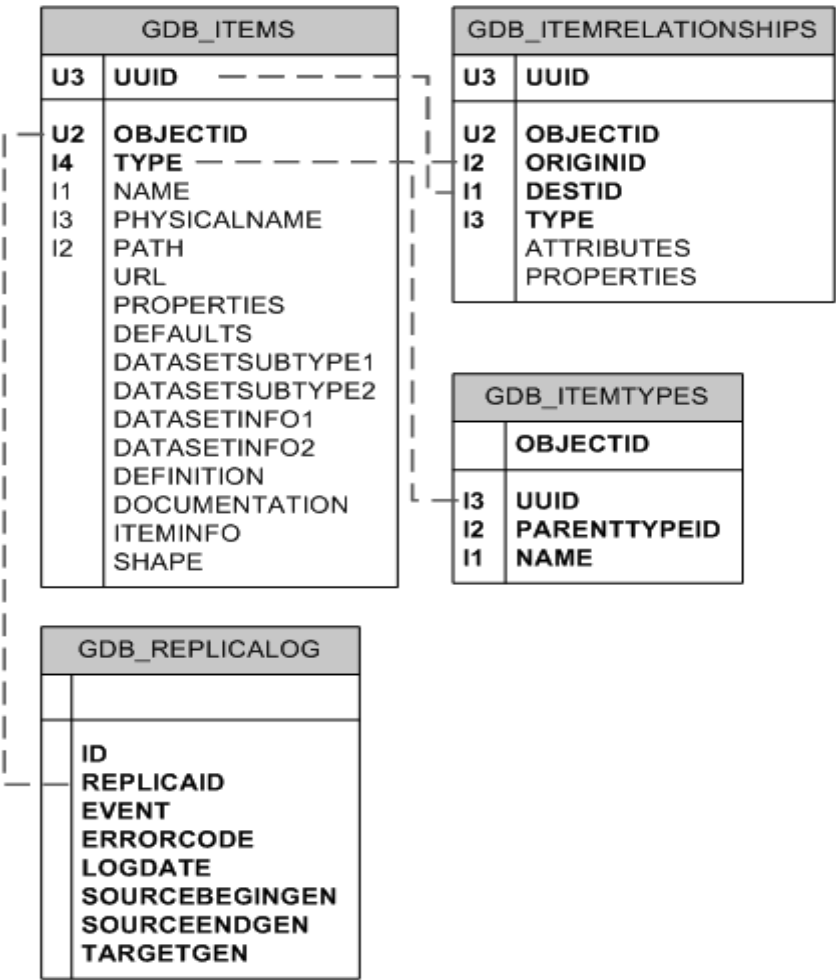 GDB_ITEMS
U3 UUID
U2 OBJECTID
I4 TYPE
I1 NAME
I3 PHYSICALNAME
I2 PATH
URL
PROPERTIES
DEFAULTS
DATASETSUBTYPE1
DATASETSUBTYPE2
DATASETINFO1
DATASETINFO2
DEFINITION
DOCUMENTATION
ITEMINFO
SHAPE
GDB_ITEMRELATIONSHIPS
U3 UUID
U2 OBJECTID
I2 ORIGINID
I1 DESTID
I3 TYPE
ATTRIBUTES
PROPERTIES
GDB_ITEMTYPES
OBJECTID
I3 UUID
I2 PARENTTYPEID
I1 NAME
GDB_REPLICALOG
ID
REPLICAID
EVENT
ERRORCODE
LOGDATE
SOURCEBEGINGEN
SOURCEENDGEN
TARGETGEN